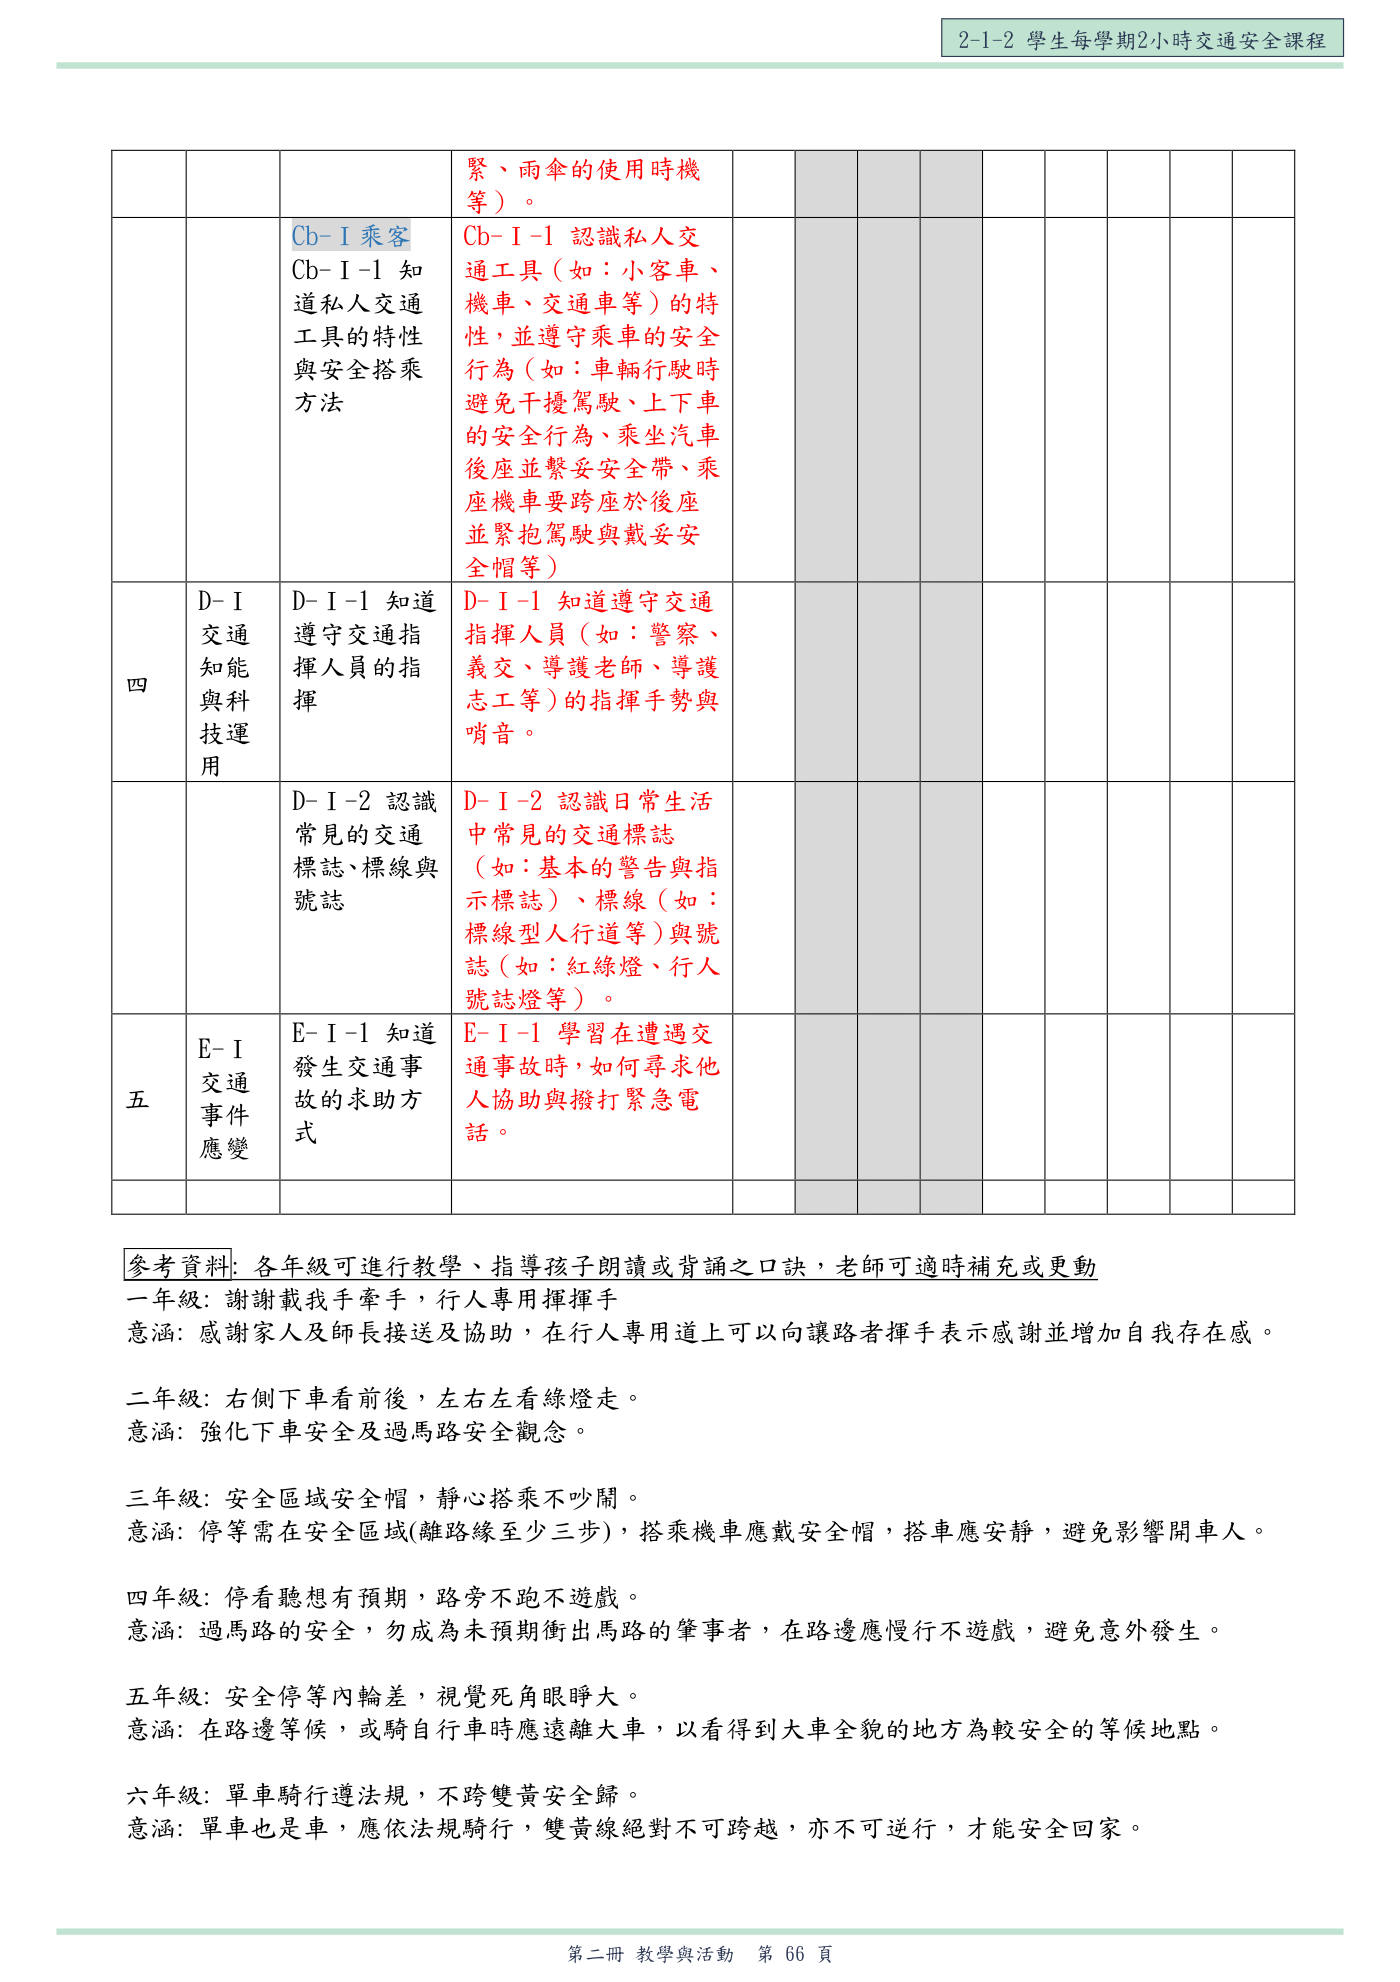 2-1-2 學生每學期2小時交通安全課程
緊、雨傘的使用時機
等）。
Cb-Ⅰ乘客
Cb-Ⅰ-1 知
道私人交通
工具的特性
與安全搭乘
方法
Cb-Ⅰ-1 認識私人交
通工具（如：小客車、
機車、交通車等）的特
性，並遵守乘車的安全
行為（如：車輛行駛時
避免干擾駕駛、上下車
的安全行為、乘坐汽車
後座並繫妥安全帶、乘
座機車要跨座於後座
並緊抱駕駛與戴妥安
全帽等）
四
D-Ⅰ
交通
知能
與科
技運
用
D-Ⅰ-1 知道
遵守交通指
揮人員的指
揮
D-Ⅰ-1 知道遵守交通
指揮人員（如：警察、
義交、導護老師、導護
志工等）的指揮手勢與
哨音。
D-Ⅰ-2 認識
常見的交通
標誌、標線與
號誌
D-Ⅰ-2 認識日常生活
中常見的交通標誌
（如：基本的警告與指
示標誌）、標線（如：
標線型人行道等）與號
誌（如：紅綠燈、行人
號誌燈等）。
五
E-Ⅰ
交通
事件
應變
E-Ⅰ-1 知道
發生交通事
故的求助方
式
E-Ⅰ-1 學習在遭遇交
通事故時，如何尋求他
人協助與撥打緊急電
話。
參考資料: 各年級可進行教學、指導孩子朗讀或背誦之口訣，老師可適時補充或更動
一年級: 謝謝載我手牽手，行人專用揮揮手
意涵: 感謝家人及師長接送及協助，在行人專用道上可以向讓路者揮手表示感謝並增加自我存在感。
二年級: 右側下車看前後，左右左看綠燈走。
意涵: 強化下車安全及過馬路安全觀念。
三年級: 安全區域安全帽，靜心搭乘不吵鬧。
意涵: 停等需在安全區域(離路緣至少三步)，搭乘機車應戴安全帽，搭車應安靜，避免影響開車人。
四年級: 停看聽想有預期，路旁不跑不遊戲。
意涵: 過馬路的安全，勿成為未預期衝出馬路的肇事者，在路邊應慢行不遊戲，避免意外發生。
五年級: 安全停等內輪差，視覺死角眼睜大。
意涵: 在路邊等候，或騎自行車時應遠離大車，以看得到大車全貌的地方為較安全的等候地點。
六年級: 單車騎行遵法規，不跨雙黃安全歸。
意涵: 單車也是車，應依法規騎行，雙黃線絕對不可跨越，亦不可逆行，才能安全回家。
第二冊 教學與活動 第 66 頁